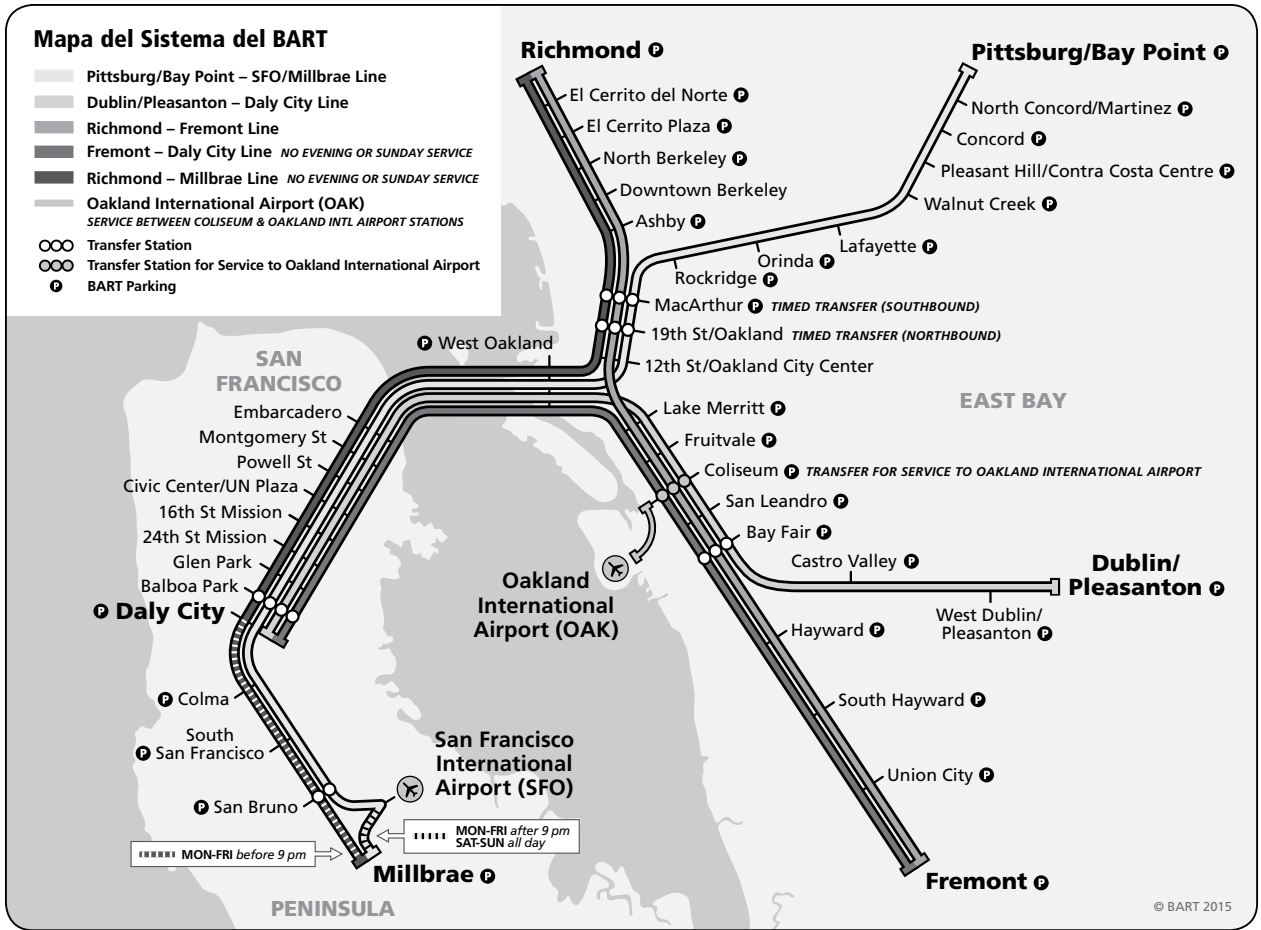 Mapa del Sistema del BART
Pittsburg/Bay Point – SFO/Millbrae Line
Dublin/Pleasanton – Daly City Line
Richmond – Fremont Line
Fremont – Daly City Line NO EVENING OR SUNDAY SERVICE
Richmond – Millbrae Line NO EVENING OR SUNDAY SERVICE
Oakland International Airport (OAK)
SERVICE BETWEEN COLISEUM & OAKLAND INTL AIRPORT STATIONS
Transfer Station
Transfer Station for Service to Oakland International Airport
P BART Parking
Richmond P
El Cerrito del Norte P
El Cerrito Plaza P
North Berkeley P
Downtown Berkeley
Ashby P
Pittsburg/Bay Point P
North Concord/Martinez P
Concord P
Pleasant Hill/Contra Costa Centre P
Walnut Creek P
Lafayette P
Orinda P
Rockridge P
MacArthur P TIMED TRANSFER (SOUTHBOUND)
19th St/Oakland TIMED TRANSFER (NORTHBOUND)
12th St/Oakland City Center
P West Oakland
SAN
FRANCISCO
EAST BAY
Embarcadero
Montgomery St
Powell St
Civic Center/UN Plaza
16th St Mission
24th St Mission
Glen Park
Balboa Park
P Daly City
Lake Merritt P
Fruitvale P
Coliseum P TRANSFER FOR SERVICE TO OAKLAND INTERNATIONAL AIRPORT
San Leandro P
Bay Fair P
Castro Valley P
West Dublin/
Pleasanton P
Dublin/
Pleasanton P
Oakland
International
Airport (OAK)
Hayward P
South Hayward P
Union City P
Fremont P
P Colma
South
P San Francisco
P San Bruno
San Francisco
International
Airport (SFO)
MON-FRI after 9 pm
SAT-SUN all day
MON-FRI before 9 pm
Millbrae P
PENINSULA
© BART 2015